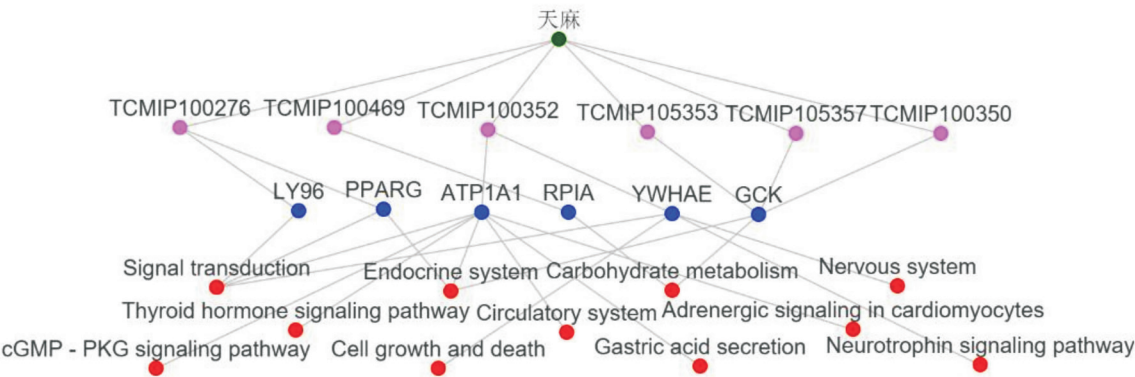 天麻
TCMIP100276 TCMIP100469 TCMIP100352 TCMIP105353 TCMIP105357 TCMIP100350
LY96 PPARG ATP1A1 RPIA YWHAE GCK
Signal transduction Endocrine system Carbohydrate metabolism Nervous system
Thyroid hormone signaling pathway Circulatory system Adrenergic signaling in cardiomyocytes
cGMP - PKG signaling pathway Cell growth and death Gastric acid secretion Neurotrophin signaling pathway